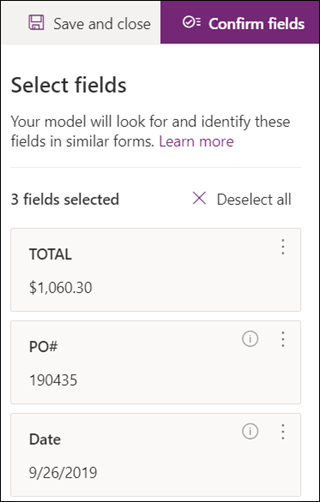 Save and close
Confirm fields
Select fields
Your model will look for and identify these
fields in similar forms. Learn more
3 fields selected
Deselect all
TOTAL
$1,060.30
PO#
190435
Date
9/26/2019